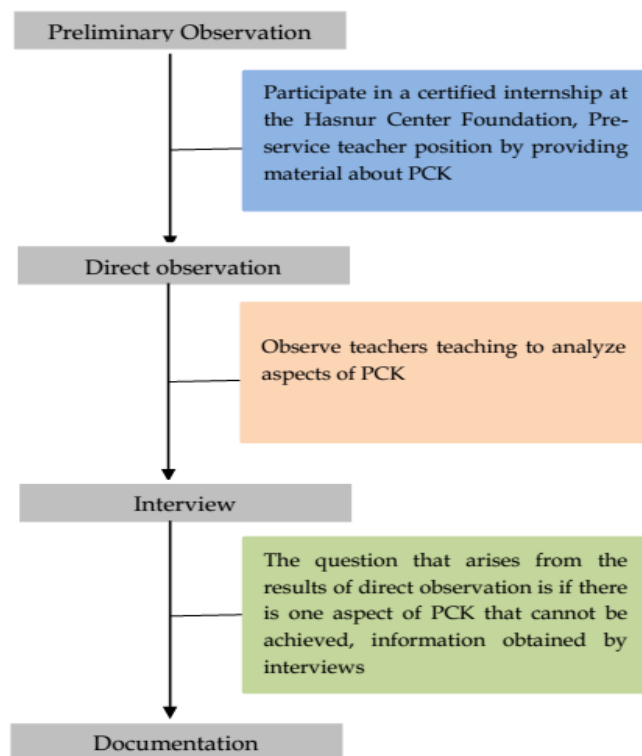 Preliminary Observation
Participate in a certified internship at
the Hasnur Center Foundation, Pre-
service teacher position by providing
material about PCK
Direct observation
Observe teachers teaching to analyze
aspects of PCK
Interview
The question that arises from the
results of direct observation is if there
is one aspect of PCK that cannot be
achieved, information obtained by
interviews
Documentation